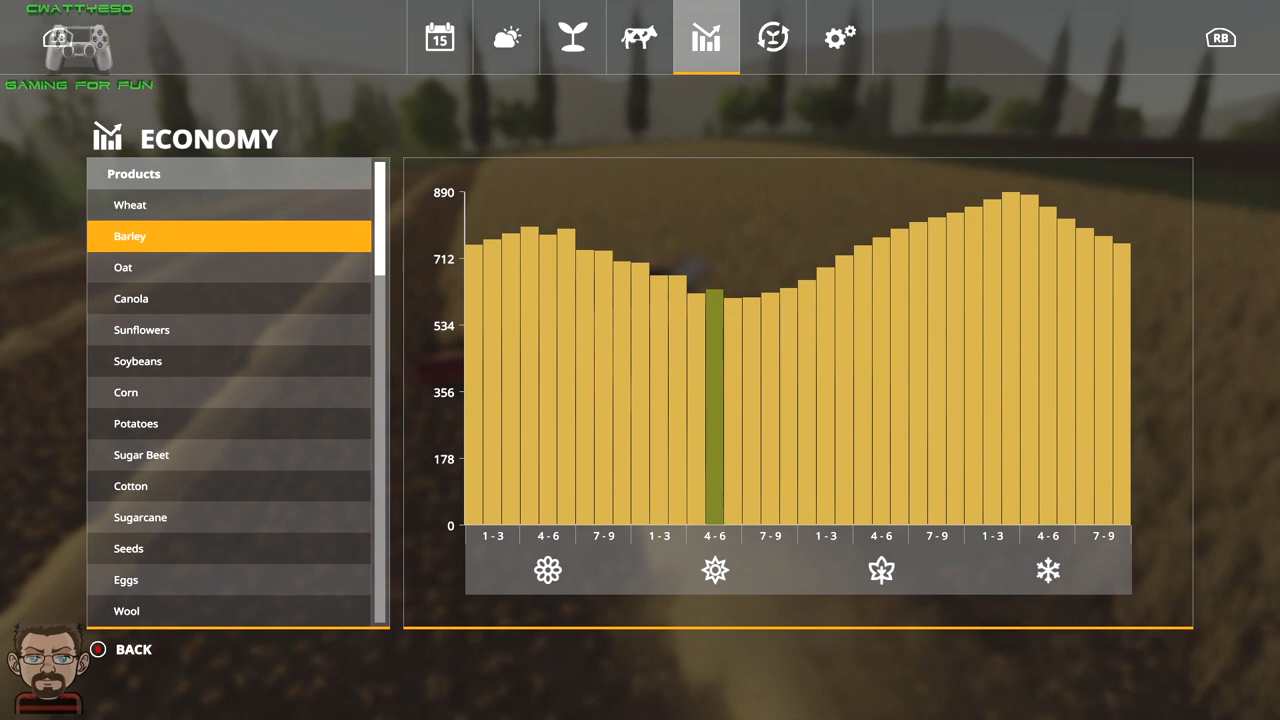 CWATTYESO
GAMING FOR FUN
15
RB
ECONOMY
Products
Wheat
Barley
Oat
Canola
Sunflowers
Soybeans
Corn
Potatoes
Sugar Beet
Cotton
Sugarcane
Seeds
Eggs
Wool
890
712
534
356
178
0
1 - 3 4 - 6 7 - 9 1 - 3 4 - 6 7 - 9 1 - 3 4 - 6 7 - 9 1 - 3 4 - 6 7 - 9
BACK